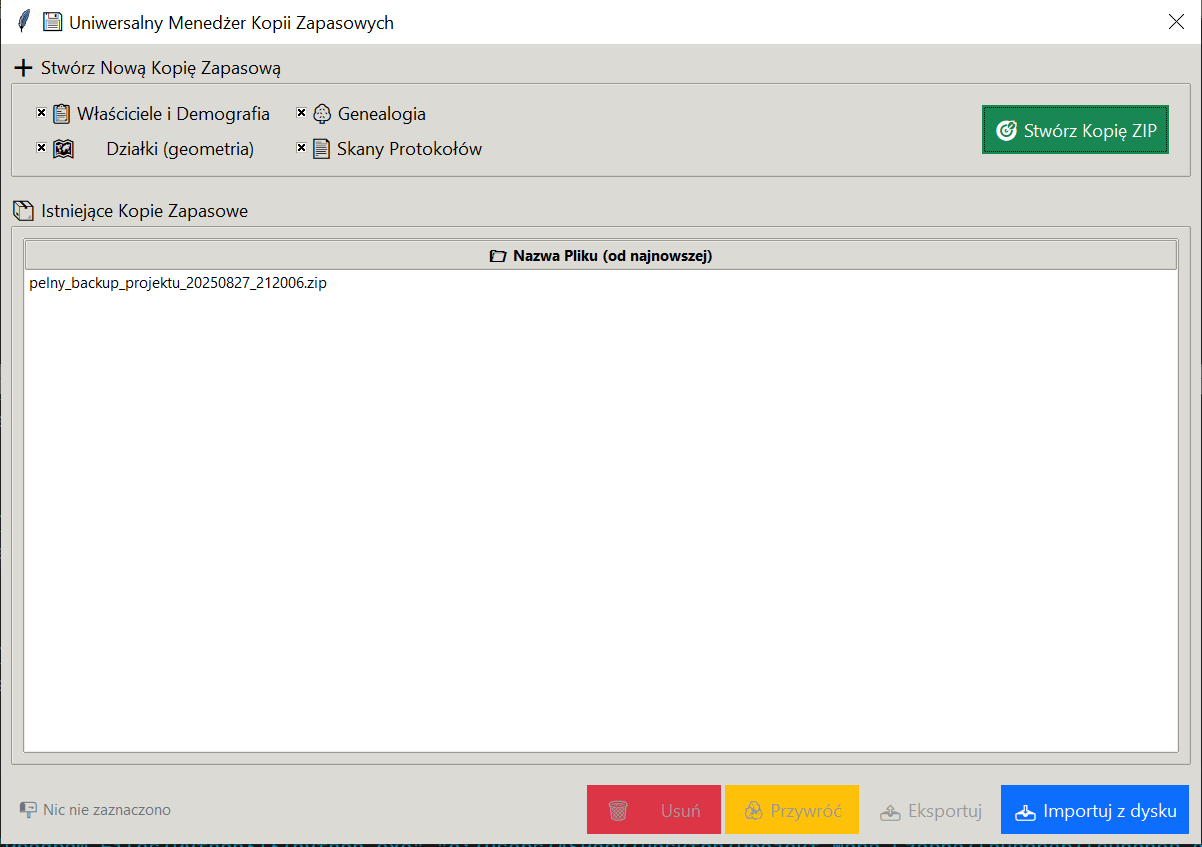 Uniwersalny Menedżer Kopii Zapasowych
Stwórz Nową Kopię Zapasową
Właściciele i Demografia
Genealogia
Stwórz Kopię ZIP
Działki (geometria)
Skany Protokołów
Istniejące Kopie Zapasowe
Nazwa Pliku (od najnowszej)
pelny_backup_projektu_20250827_212006.zip
Nic nie zaznaczono
Usuń
Przywróć
Eksportuj
Importuj z dysku